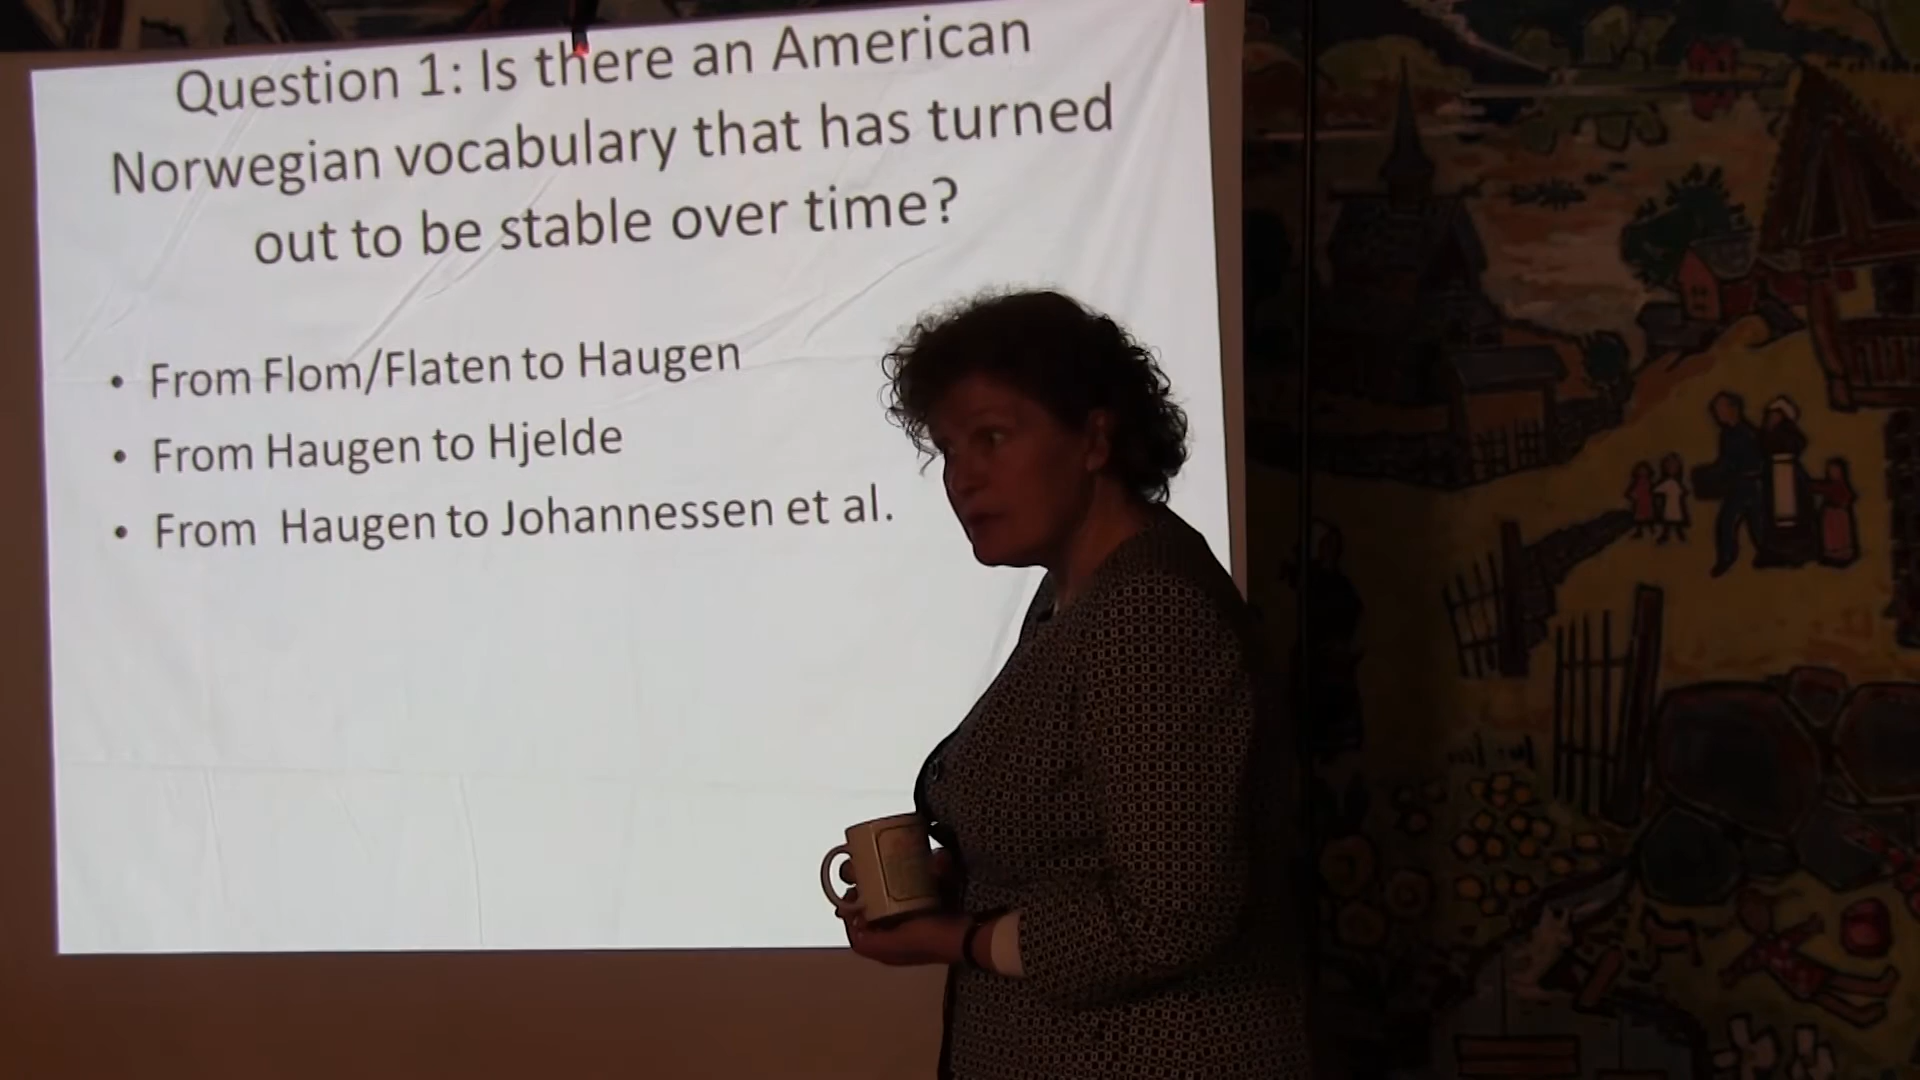 Question 1: Is there an American
Norwegian vocabulary that has turned
out to be stable over time?
• From Flom/Flaten to Haugen
• From Haugen to Hjelde
• From Haugen to Johannessen et al.